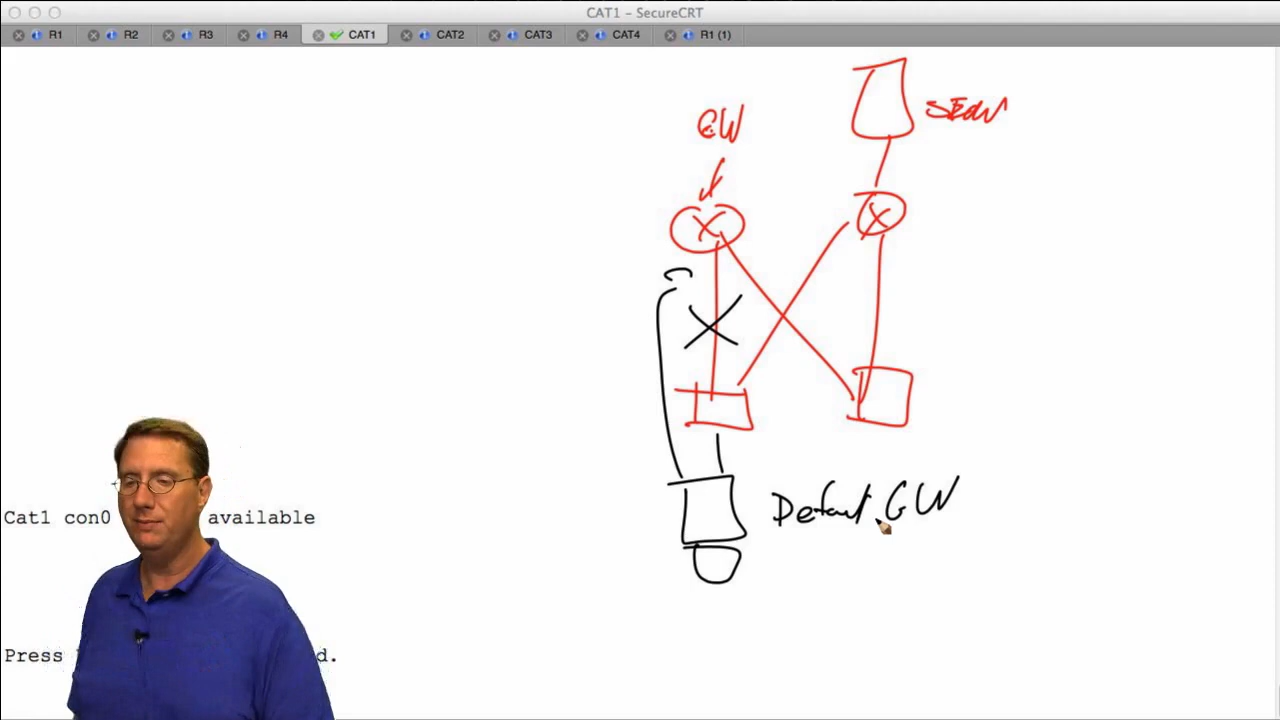 CAT1 - SecureCRT
R1 R2 R3 R4 CAT1 CAT2 CAT3 CAT4 R1 (1)
GW
Default GW
Cat1 con0 available
Press d.